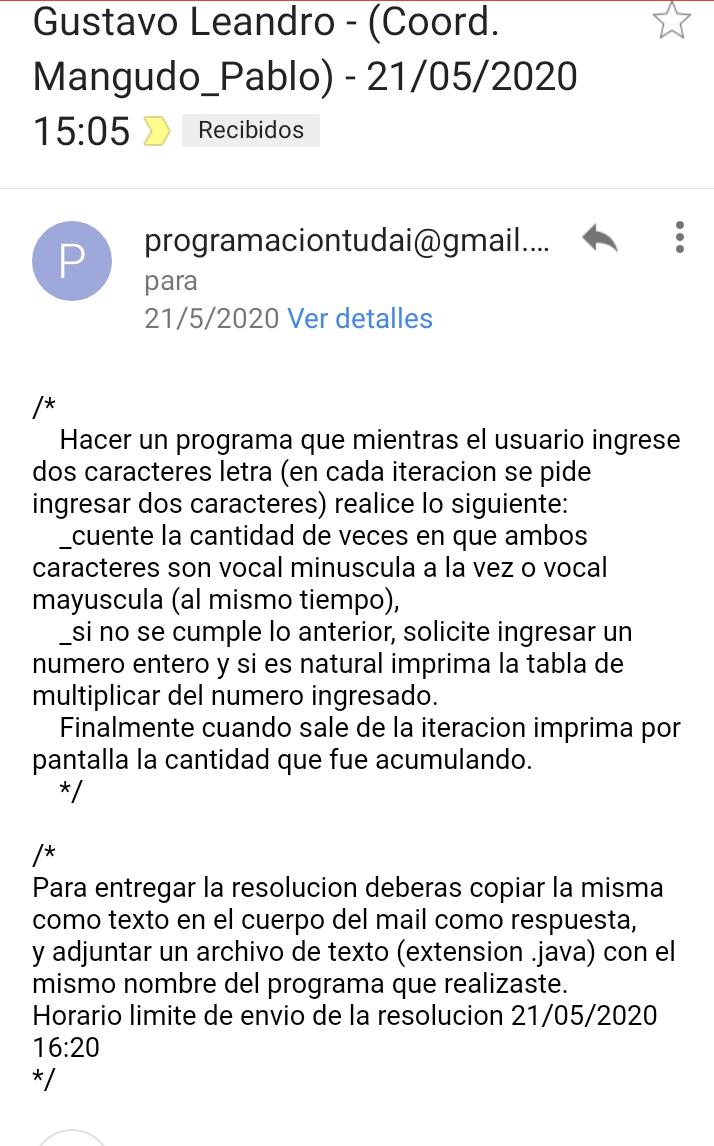 Gustavo Leandro - (Coord.
Mangudo_Pablo) - 21/05/2020
15:05 Recibidos
P
programaciontudai@gmail....
para
21/5/2020 Ver detalles
/*
Hacer un programa que mientras el usuario ingrese
dos caracteres letra (en cada iteracion se pide
ingresar dos caracteres) realice lo siguiente:
_cuente la cantidad de veces en que ambos
caracteres son vocal minuscula a la vez o vocal
mayuscula (al mismo tiempo),
_si no se cumple lo anterior, solicite ingresar un
numero entero y si es natural imprima la tabla de
multiplicar del numero ingresado.
Finalmente cuando sale de la iteracion imprima por
pantalla la cantidad que fue acumulando.
*/
/*
Para entregar la resolucion deberas copiar la misma
como texto en el cuerpo del mail como respuesta,
y adjuntar un archivo de texto (extension .java) con el
mismo nombre del programa que realizaste.
Horario limite de envio de la resolucion 21/05/2020
16:20
*/